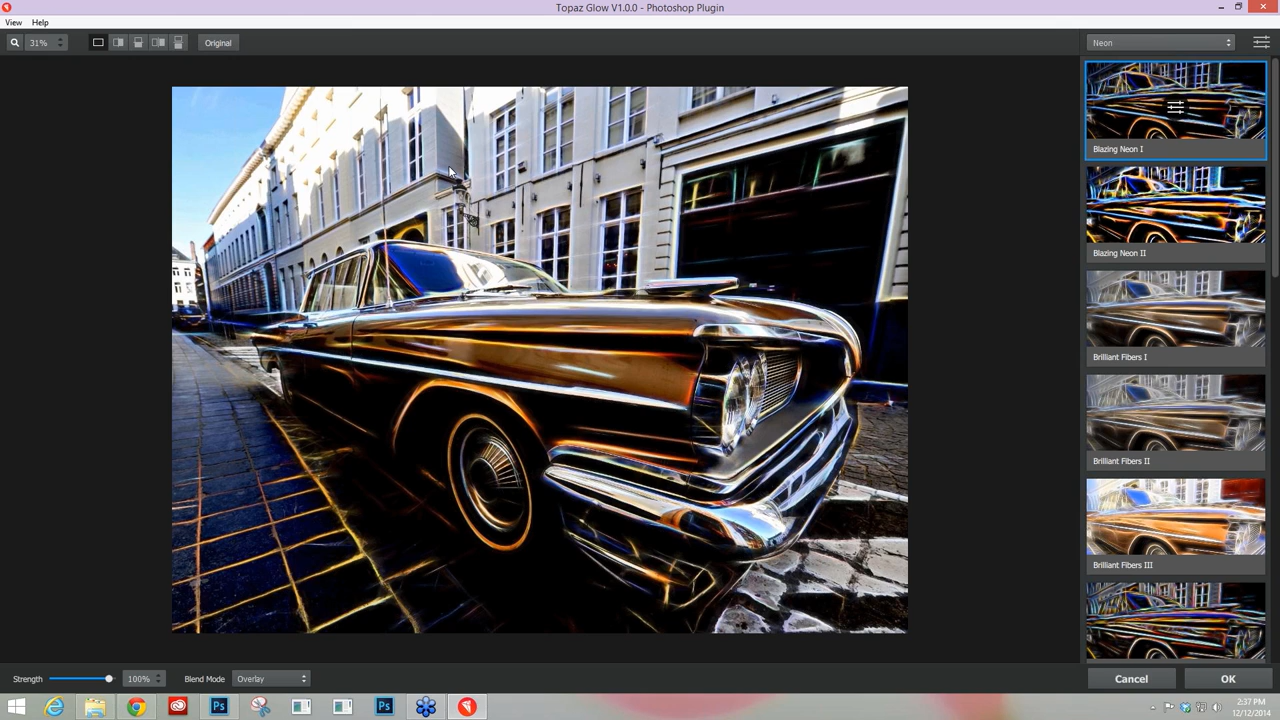 Topaz Glow V1.0.0 - Photoshop Plugin
View Help
31% Original Neon
Blazing Neon I
Blazing Neon II
Brilliant Fibers I
Brilliant Fibers II
Brilliant Fibers III
Strength 100% Blend Mode Overlay Cancel OK
Ps Ps
2:37 PM
12/12/2014